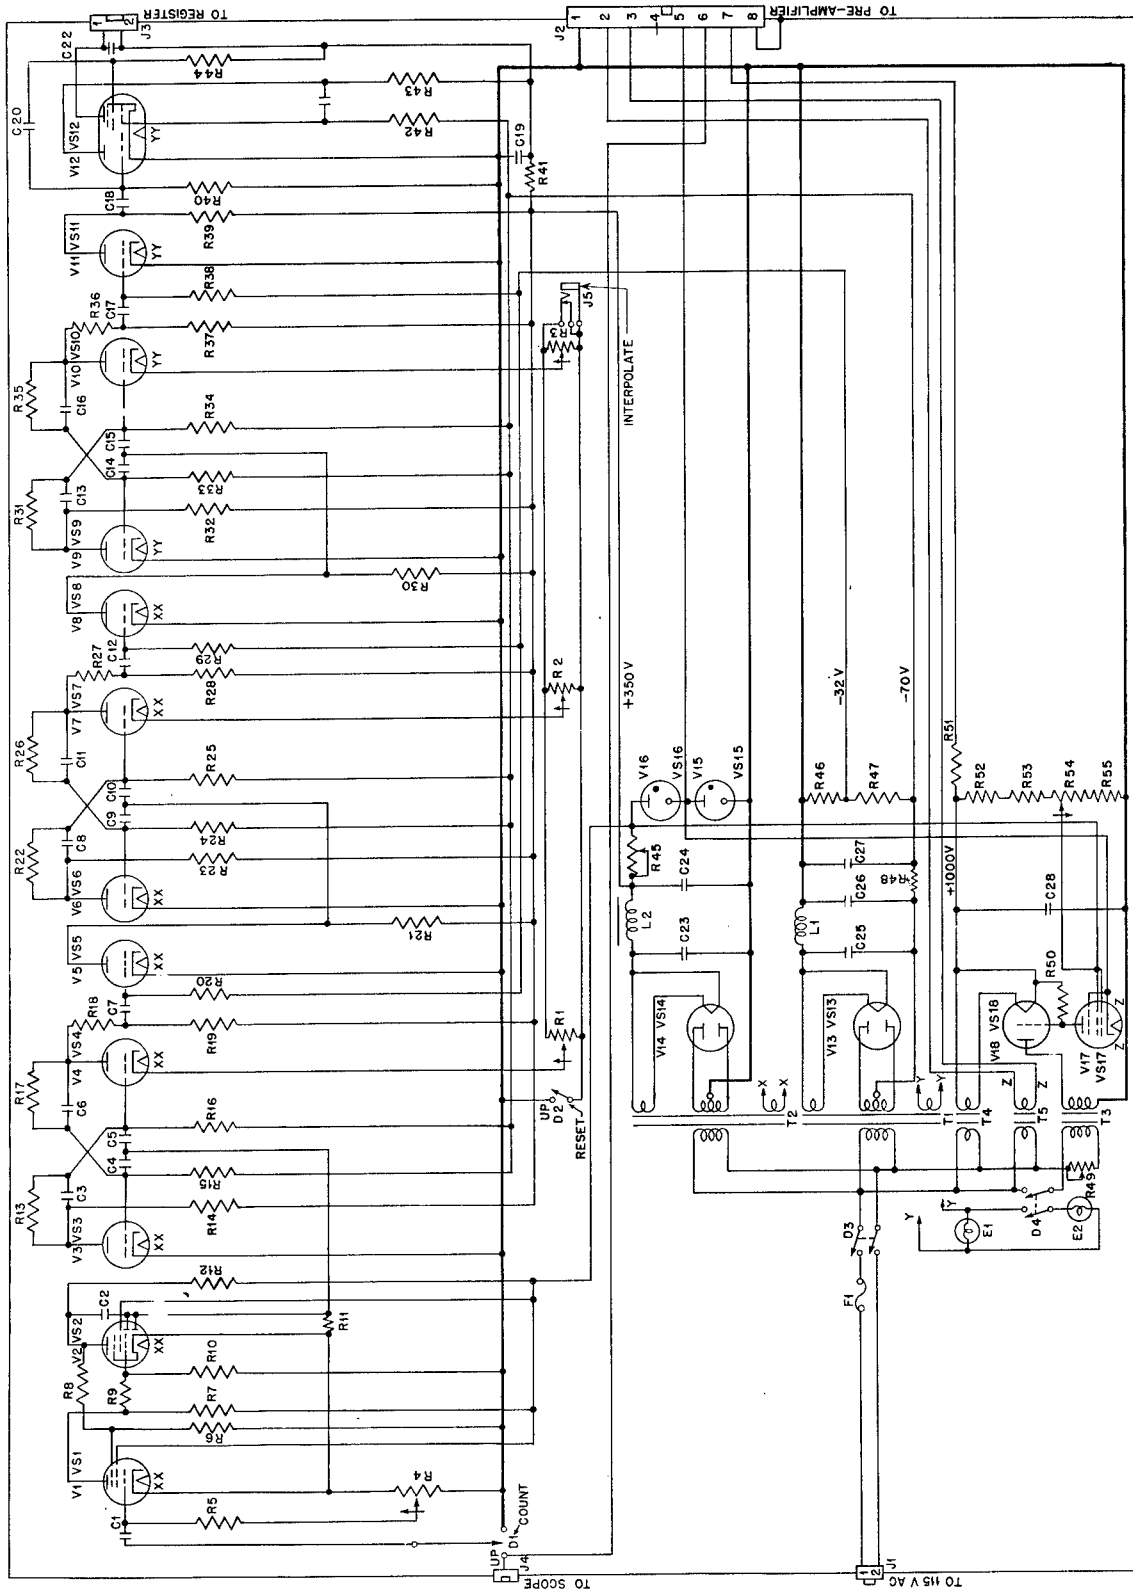 TO REGISTER
1
2
J3
C22
C20
R44
R43
R42
V12 VS12
YY
C19
R41
C18
R40
R39
V11 VS11
YY
R38
R36
C17
R37
V10 VS10
YY
R35
C16
C15
C14
R34
R33
R31
C13
R32
V9 VS9
YY
R3
J5
INTERPOLATE
R30
V8 VS8
XX
R27
C12
R29
R28
V7 VS7
XX
R26
C11
C10
C9
R25
R24
R22
C8
R23
V6 VS6
XX
R2
R21
V5 VS5
XX
R18
C7
R20
R19
V4 VS4
XX
R17
C6
C5
C4
R16
R15
R13
C3
R14
V3 VS3
XX
R1
UP
D2
RESET
R12
C2
V2 VS2
XX
R11
R8
R9
R10
R7
R6
V1 VS1
XX
C1
R5
R4
COUNT
D1
UP
J4
TO SCOPE
TO PRE-AMPLIFIER
J2
1
2
3
4
5
6
7
8
+350V
-32V
-70V
+1000V
V16
VS16
V15
VS15
R45
C24
L2
C23
V14 VS14
R46
R47
C27
R48
C26
L1
C25
V13 VS13
R51
R52
R53
R54
R55
C28
R50
V18 VS18
V17
VS17
Z
Z
X
X
T2
Y
Y
T1
T4
Z
Z
T5
T3
R49
D3
F1
Y
Y
E1
D4
E2
J1
1
2
TO 115 V AC